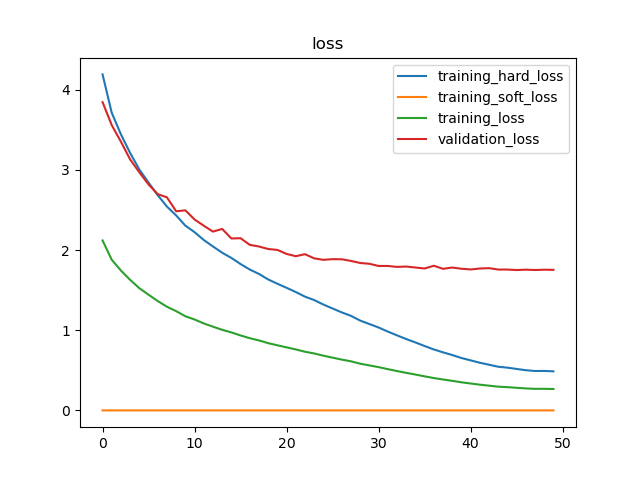 loss
training_hard_loss
training_soft_loss
training_loss
validation_loss
4
3
2
1
0
0 10 20 30 40 50